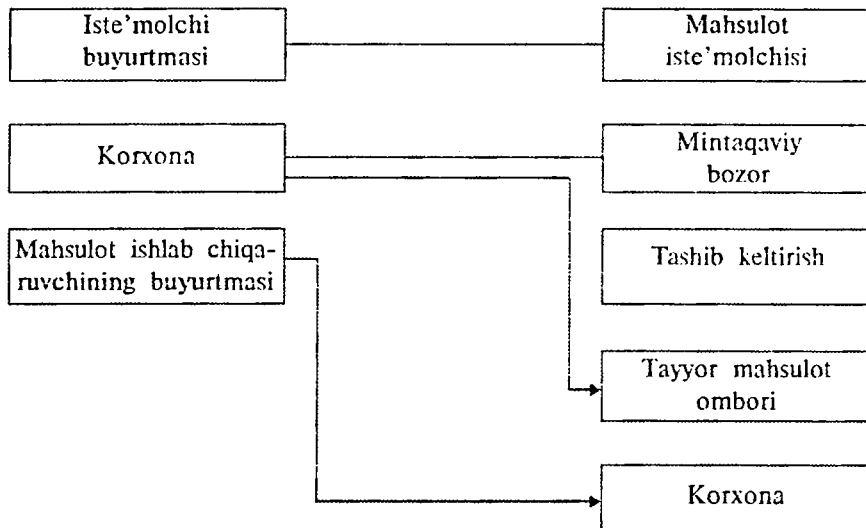 Iste’molchi
buyurtmasi
Mahsulot
iste’molchisi
Korxona
Mintaqaviy
bozor
Mahsulot ishlab chiqa-
ruvchining buyurtmasi
Tashib keltirish
Tayyor mahsulot
ombori
Korxona